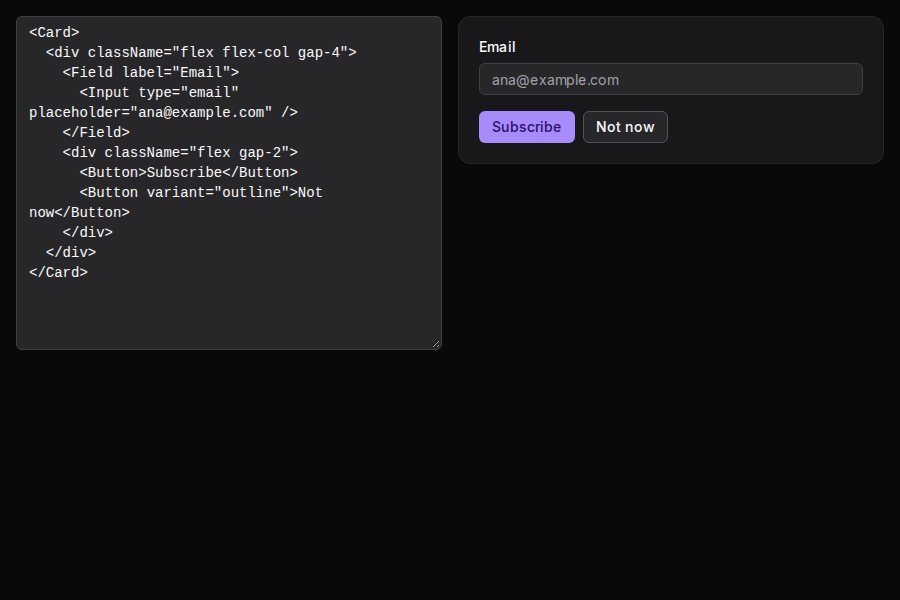 <Card>
  <div className="flex flex-col gap-4">
    <Field label="Email">
      <Input type="email"
placeholder="ana@example.com" />
    </Field>
    <div className="flex gap-2">
      <Button>Subscribe</Button>
      <Button variant="outline">Not
now</Button>
    </div>
  </div>
</Card>
Email
ana@example.com
Subscribe Not now